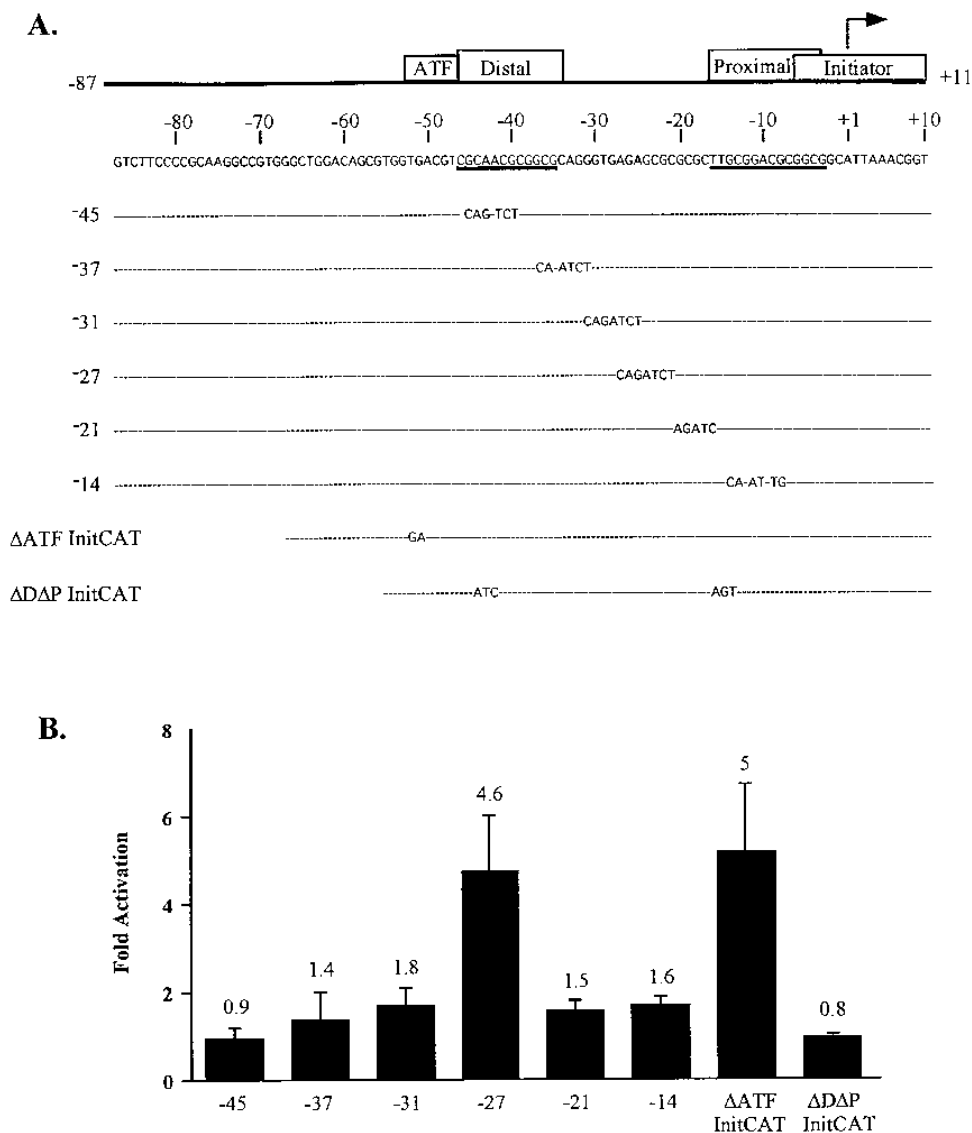 A.
ATF Distal Proximal Initiator
-87 +11
-80 -70 -60 -50 -40 -30 -20 -10 +1 +10
GTCTTCCCCGCAAGGCCGTGGGCTGGACAGCGTGGTGACGTCGCAACGCGGCGCAGGGTGAGAGCGCGCGCTTGCGGACGCGGCGGCATTAAACGGT
-45 CAG-TCT
-37 CA-ATCT
-31 CAGATCT
-27 CAGATCT
-21 AGATC
-14 CA-AT-TG
ΔATF InitCAT GA
ΔDΔP InitCAT ATC AGT
B.
Fold Activation
8
6
4
2
0
0.9 1.4 1.8 4.6 1.5 1.6 5 0.8
-45 -37 -31 -27 -21 -14 ΔATF ΔDΔP
InitCAT InitCAT